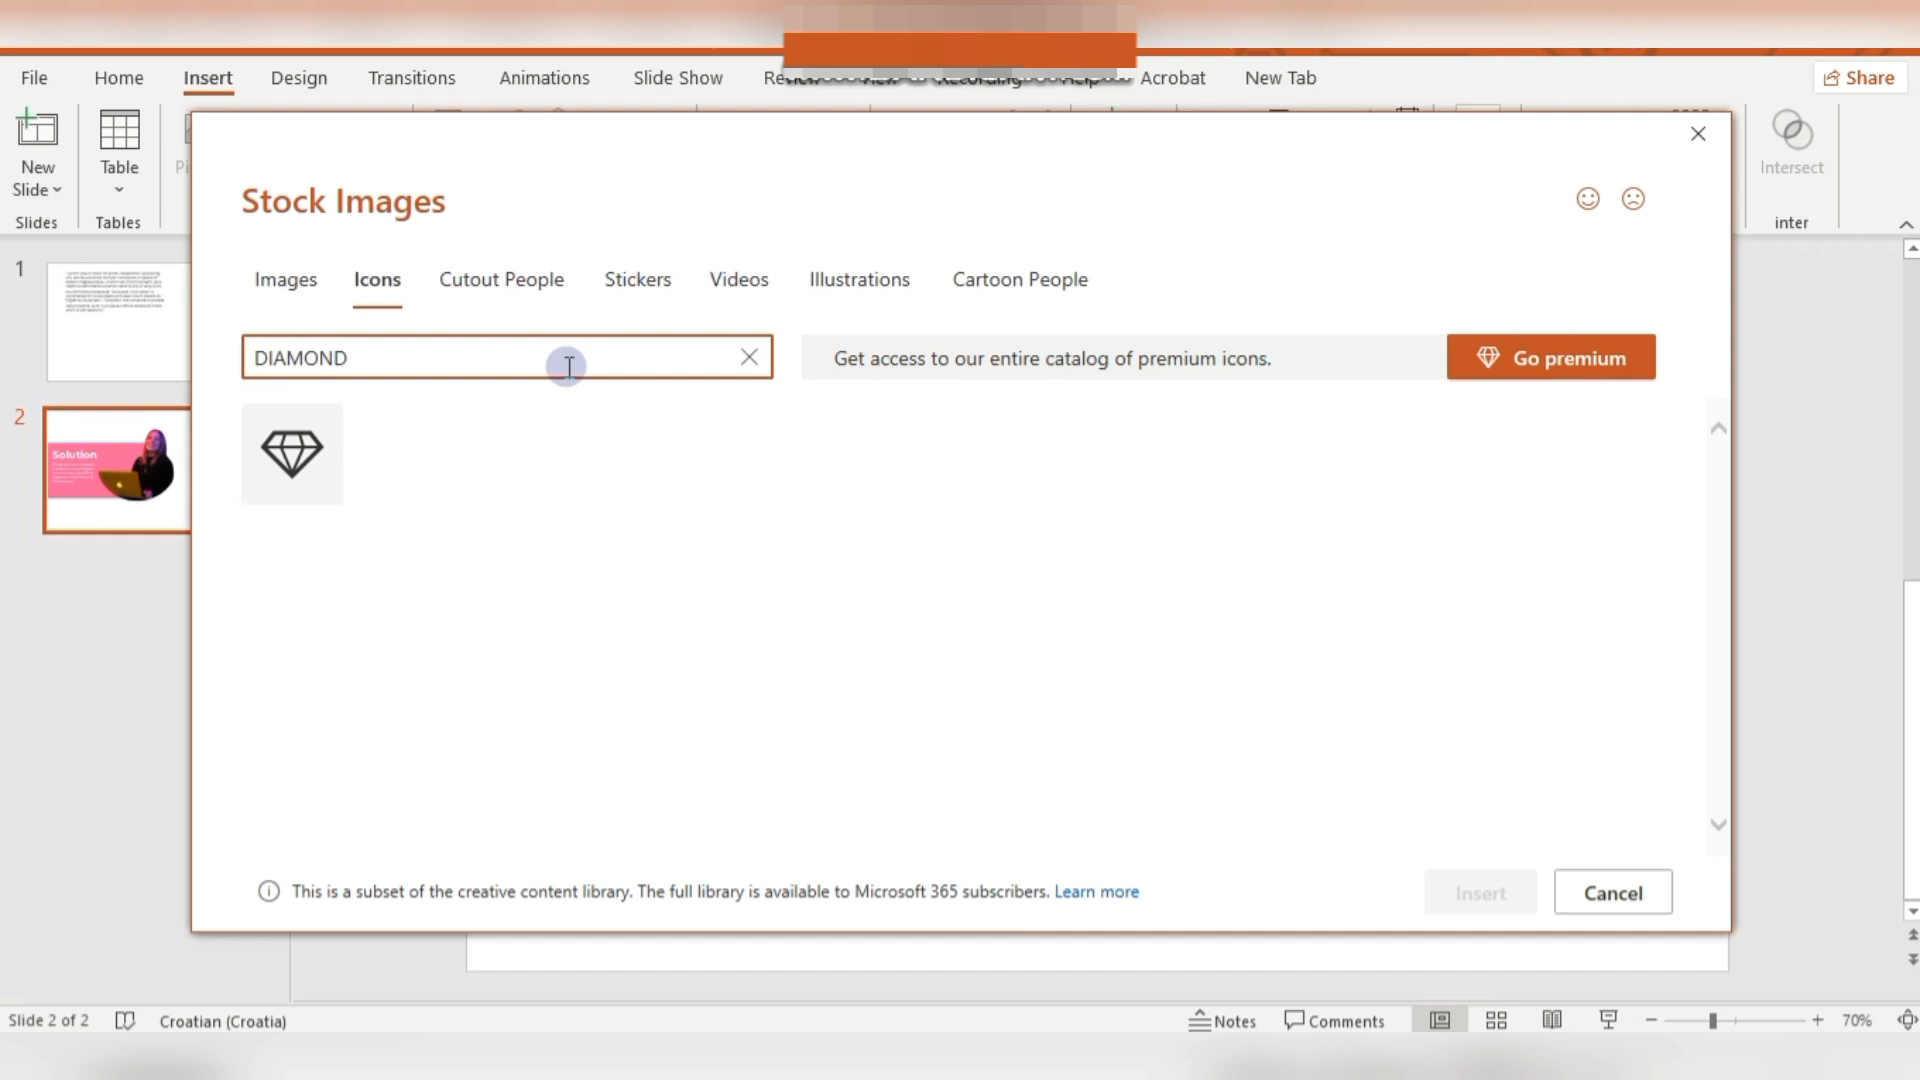 File Home Insert Design Transitions Animations Slide Show Acrobat New Tab Share
New Slide
Table
Intersect
Slides Tables inter
Stock Images
Images Icons Cutout People Stickers Videos Illustrations Cartoon People
DIAMOND
Get access to our entire catalog of premium icons.
Go premium
1
2
Solution
This is a subset of the creative content library. The full library is available to Microsoft 365 subscribers. Learn more
Insert Cancel
Slide 2 of 2 Croatian (Croatia) Notes Comments 70%